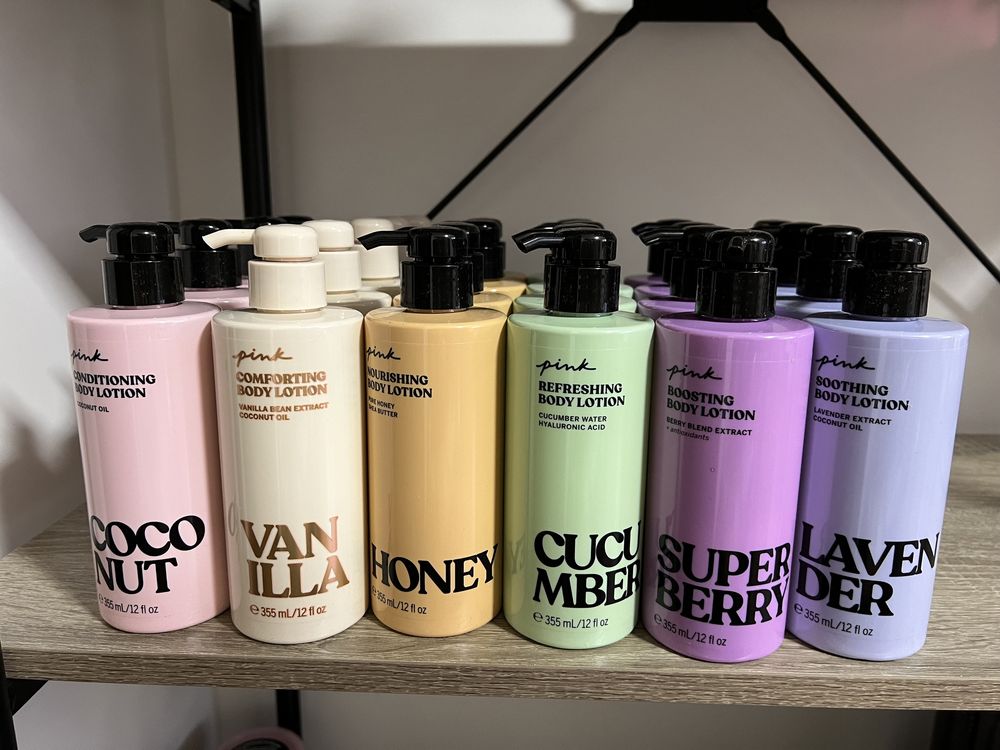 pink
CONDITIONING
BODY LOTION
COCONUT OIL
COCO
NUT
355 mL/12 fl oz
pink
COMFORTING
BODY LOTION
VANILLA BEAN EXTRACT
COCONUT OIL
VAN
ILLA
℮ 355 mL/12 fl oz
pink
NOURISHING
BODY LOTION
PURE HONEY
SHEA BUTTER
HONEY
℮ 355 mL/12 fl oz
pink
REFRESHING
BODY LOTION
CUCUMBER WATER
HYALURONIC ACID
CUCU
MBER
℮ 355 mL/12 fl oz
pink
BOOSTING
BODY LOTION
BERRY BLEND EXTRACT
+ antioxidants
SUPER
BERRY
℮ 355 mL/12 fl oz
pink
SOOTHING
BODY LOTION
LAVENDER EXTRACT
COCONUT OIL
LAVEN
DER
℮ 355 mL/12 fl oz